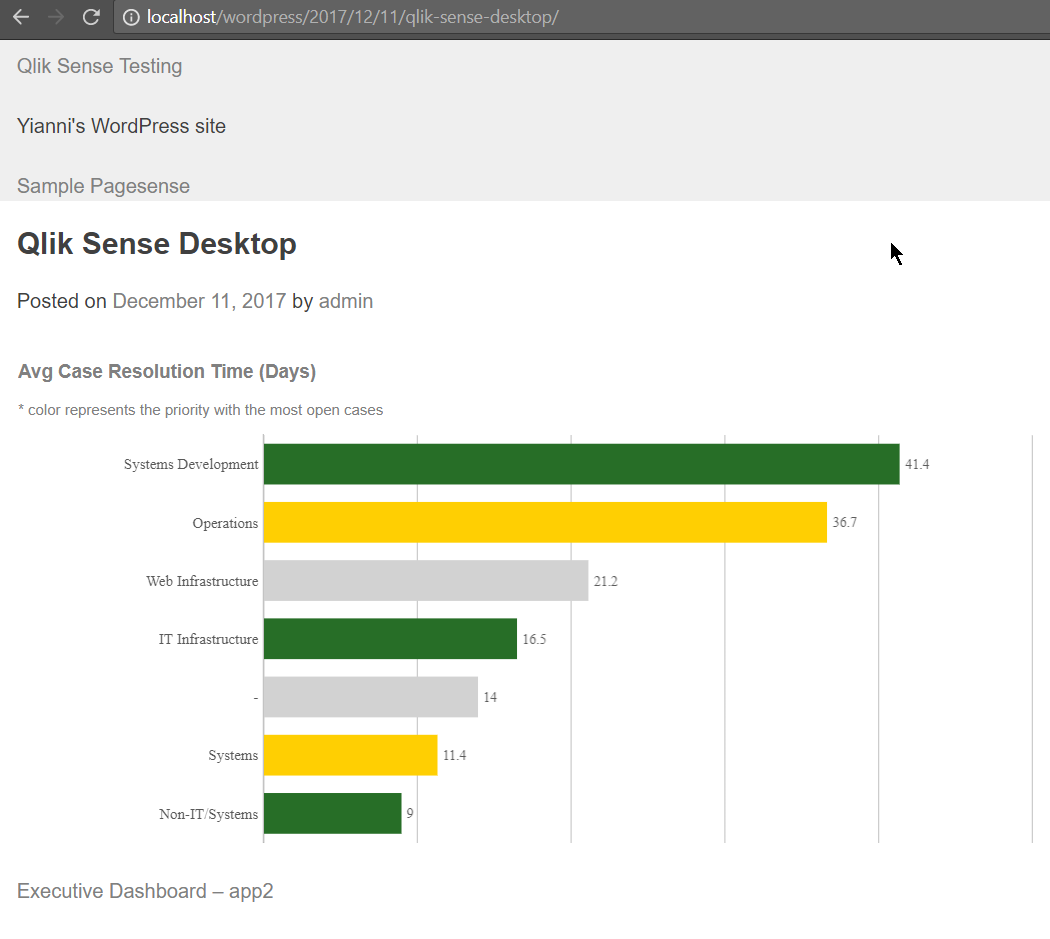 localhost/wordpress/2017/12/11/qlik-sense-desktop/
Qlik Sense Testing
Yianni's WordPress site
Sample Pagesense
Qlik Sense Desktop
Posted on December 11, 2017 by admin
Avg Case Resolution Time (Days)
* color represents the priority with the most open cases
Systems Development 41.4
Operations 36.7
Web Infrastructure 21.2
IT Infrastructure 16.5
- 14
Systems 11.4
Non-IT/Systems 9
Executive Dashboard – app2